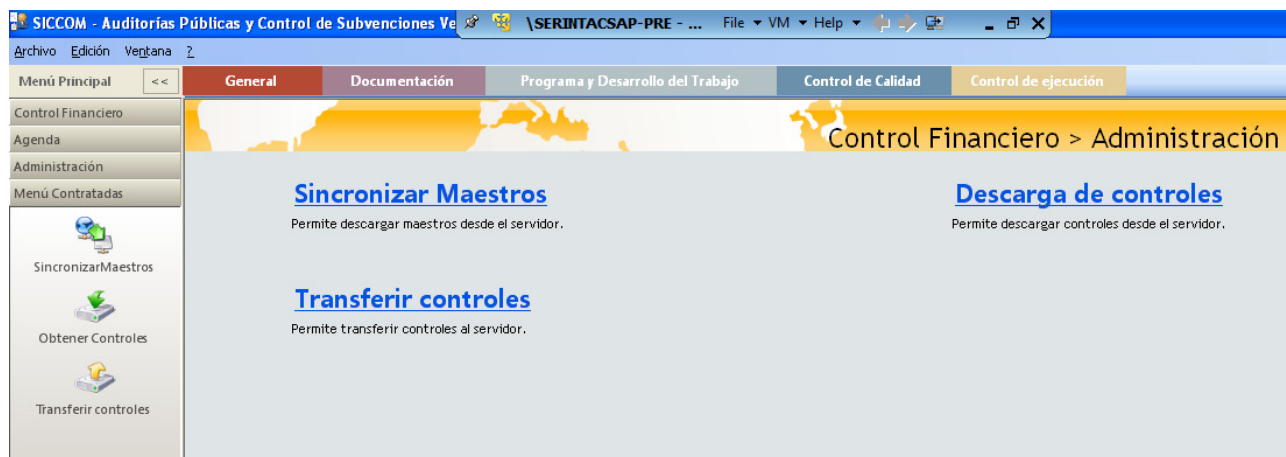 SICCOM - Auditorías Públicas y Control de Subvenciones Ve
\SERINTACSAP-PRE - ... File VM Help
Archivo Edición Ventana ?
Menú Principal << General Documentación Programa y Desarrollo del Trabajo Control de Calidad Control de ejecución
Control Financiero
Agenda
Administración
Menú Contratadas
SincronizarMaestros
Obtener Controles
Transferir controles
Control Financiero > Administración
Sincronizar Maestros
Permite descargar maestros desde el servidor.
Descarga de controles
Permite descargar controles desde el servidor.
Transferir controles
Permite transferir controles al servidor.